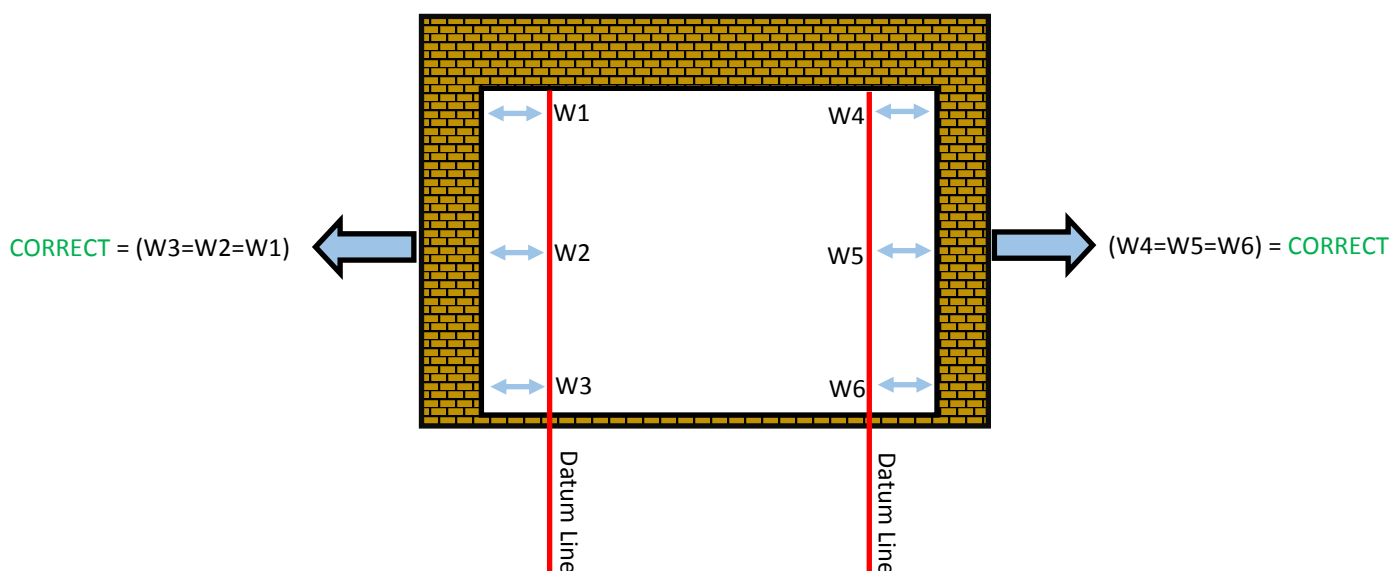 W1
W4
CORRECT = (W3=W2=W1)
W2
W5
(W4=W5=W6) = CORRECT
W3
W6
Datum Line
Datum Line